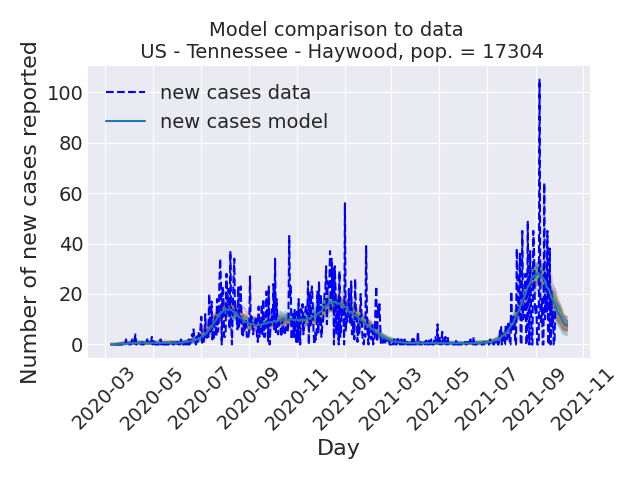 Model comparison to data
US - Tennessee - Haywood, pop. = 17304
Number of new cases reported
100
80
60
40
20
0
new cases data
new cases model
2020-03
2020-05
2020-07
2020-09
2020-11
2021-01
2021-03
2021-05
2021-07
2021-09
2021-11
Day